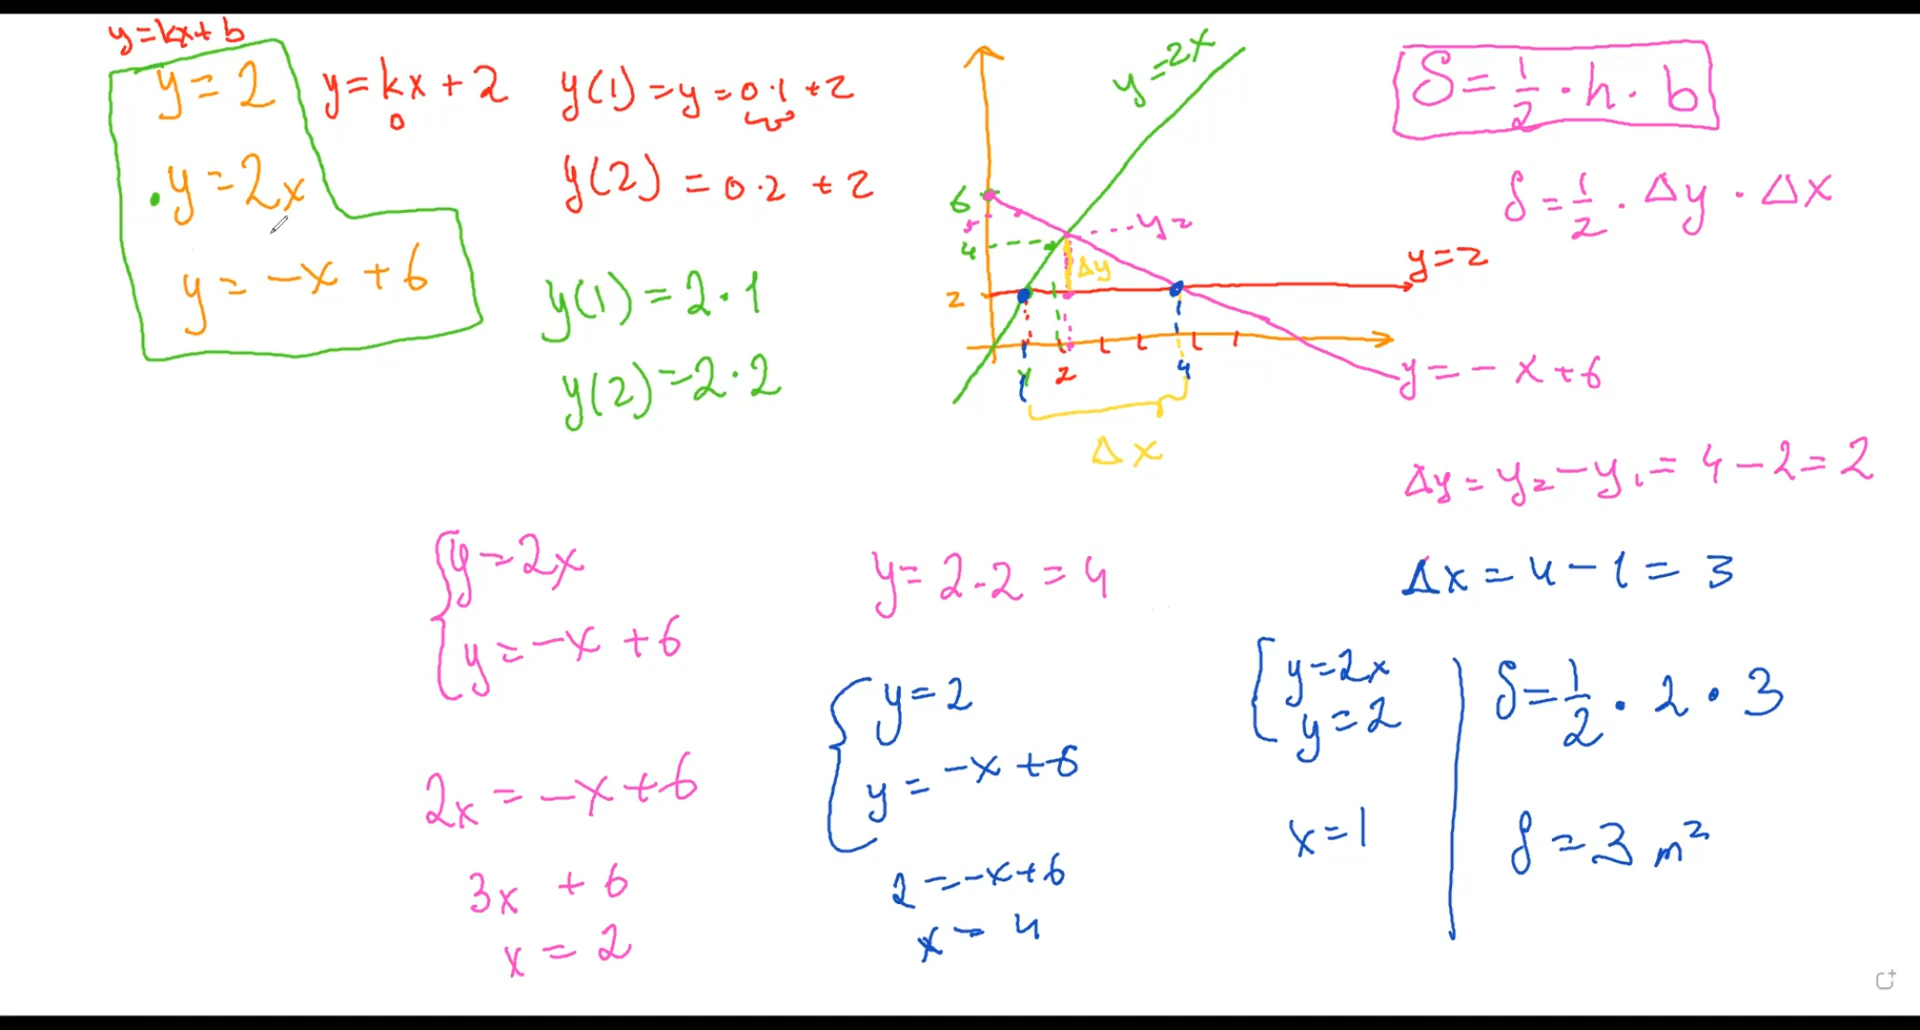 y=kx+b
y=2
y=kx+2
0
y(1)=y=0·1+2
y=2x
y(2)=0·2+2
y=-x+6
y(1)=2·1
y(2)=2·2
y=2x
6
5
4
2
y=
Δy
y=2
1
2
4
y=-x+6
Δx
S=1/2·h·b
S=1/2·Δy·Δx
Δy=y₂-y₁=4-2=2
Δx=4-1=3
{y=2x
y=-x+6
2x=-x+6
3x+6
x=2
y=2·2=4
{y=2
y=-x+6
2=-x+6
x=4
[y=2x
y=2
x=1
S=1/2·2·3
S=3 m²